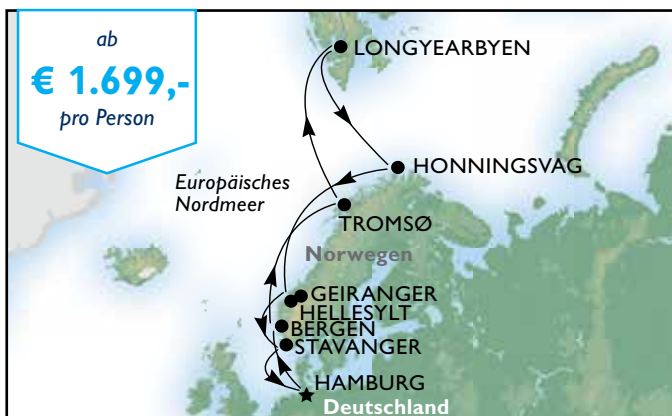 ab
€ 1.699,-
pro Person
LONGYEARBYEN
HONNINGSVAG
Europäisches
Nordmeer
TROMSØ
Norwegen
GEIRANGER
HELLESYLT
BERGEN
STAVANGER
HAMBURG
Deutschland